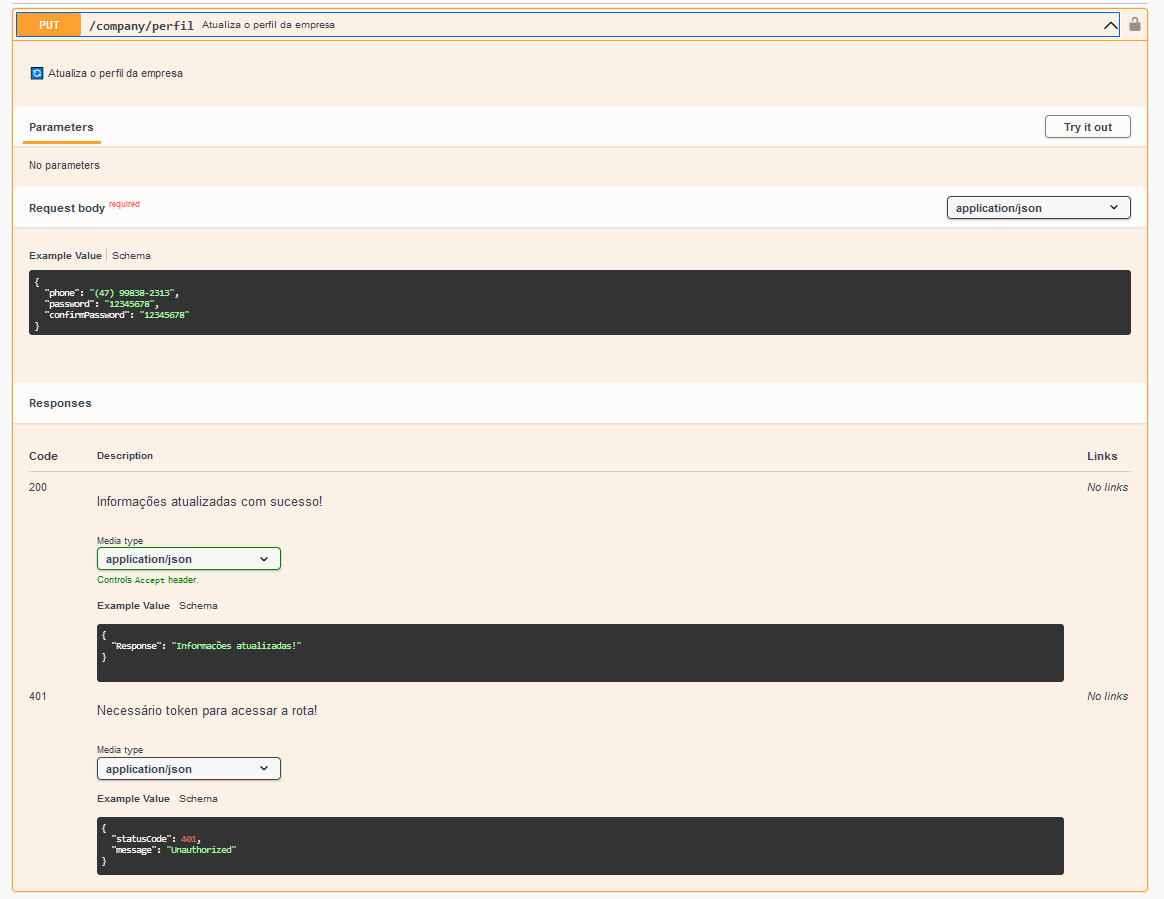 PUT /company/perfil Atualiza o perfil da empresa
Atualiza o perfil da empresa
Parameters Try it out
No parameters
Request body required application/json
Example Value Schema
{
"phone": "(47) 99838-2313",
"password": "12345678",
"confirmPassword": "12345678"
}
Responses
Code Description Links
200 No links
Informações atualizadas com sucesso!
Media type
application/json
Controls Accept header.
Example Value Schema
{
"Response": "Informações atualizadas!"
}
401 No links
Necessário token para acessar a rota!
Media type
application/json
Example Value Schema
{
"statusCode": 401,
"message": "Unauthorized"
}